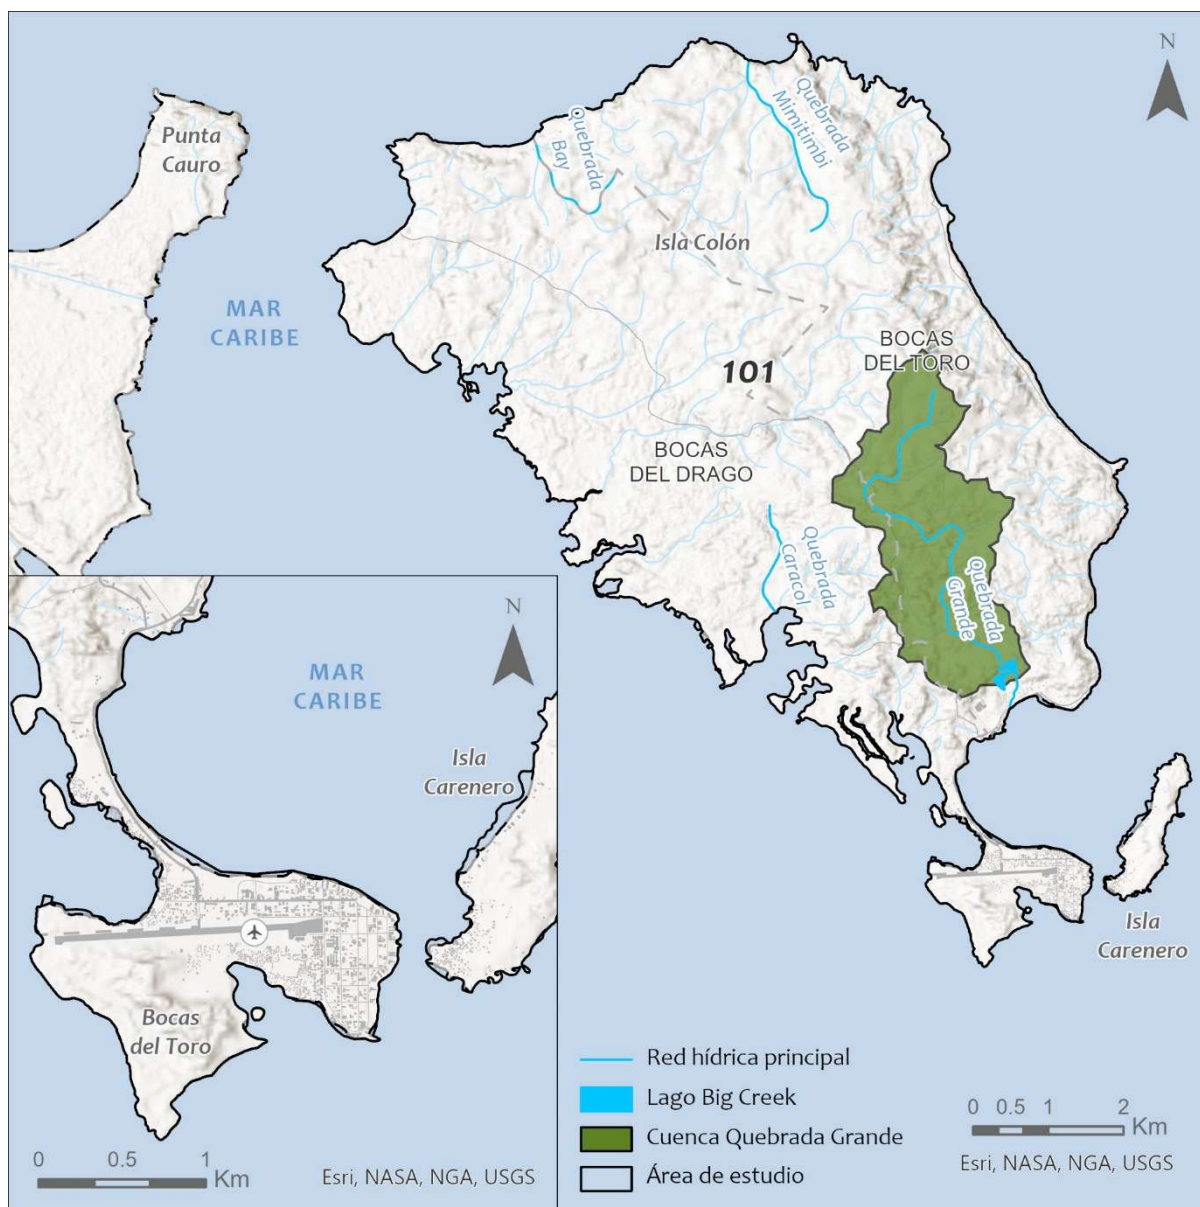 N
Punta
Cauro
Quebrada
Bay
Quebrada
Mimitimbi
Isla Colón
MAR
CARIBE
BOCAS
DEL TORO
101
BOCAS
DEL DRAGO
Quebrada
Caracol
Quebrada
Grande
N
MAR
CARIBE
Isla
Carenero
Bocas
del Toro
0 0.5 1
Km
Esri, NASA, NGA, USGS
Isla
Carenero
Red hídrica principal
Lago Big Creek
Cuenca Quebrada Grande
Área de estudio
0 0.5 1 2
Km
Esri, NASA, NGA, USGS